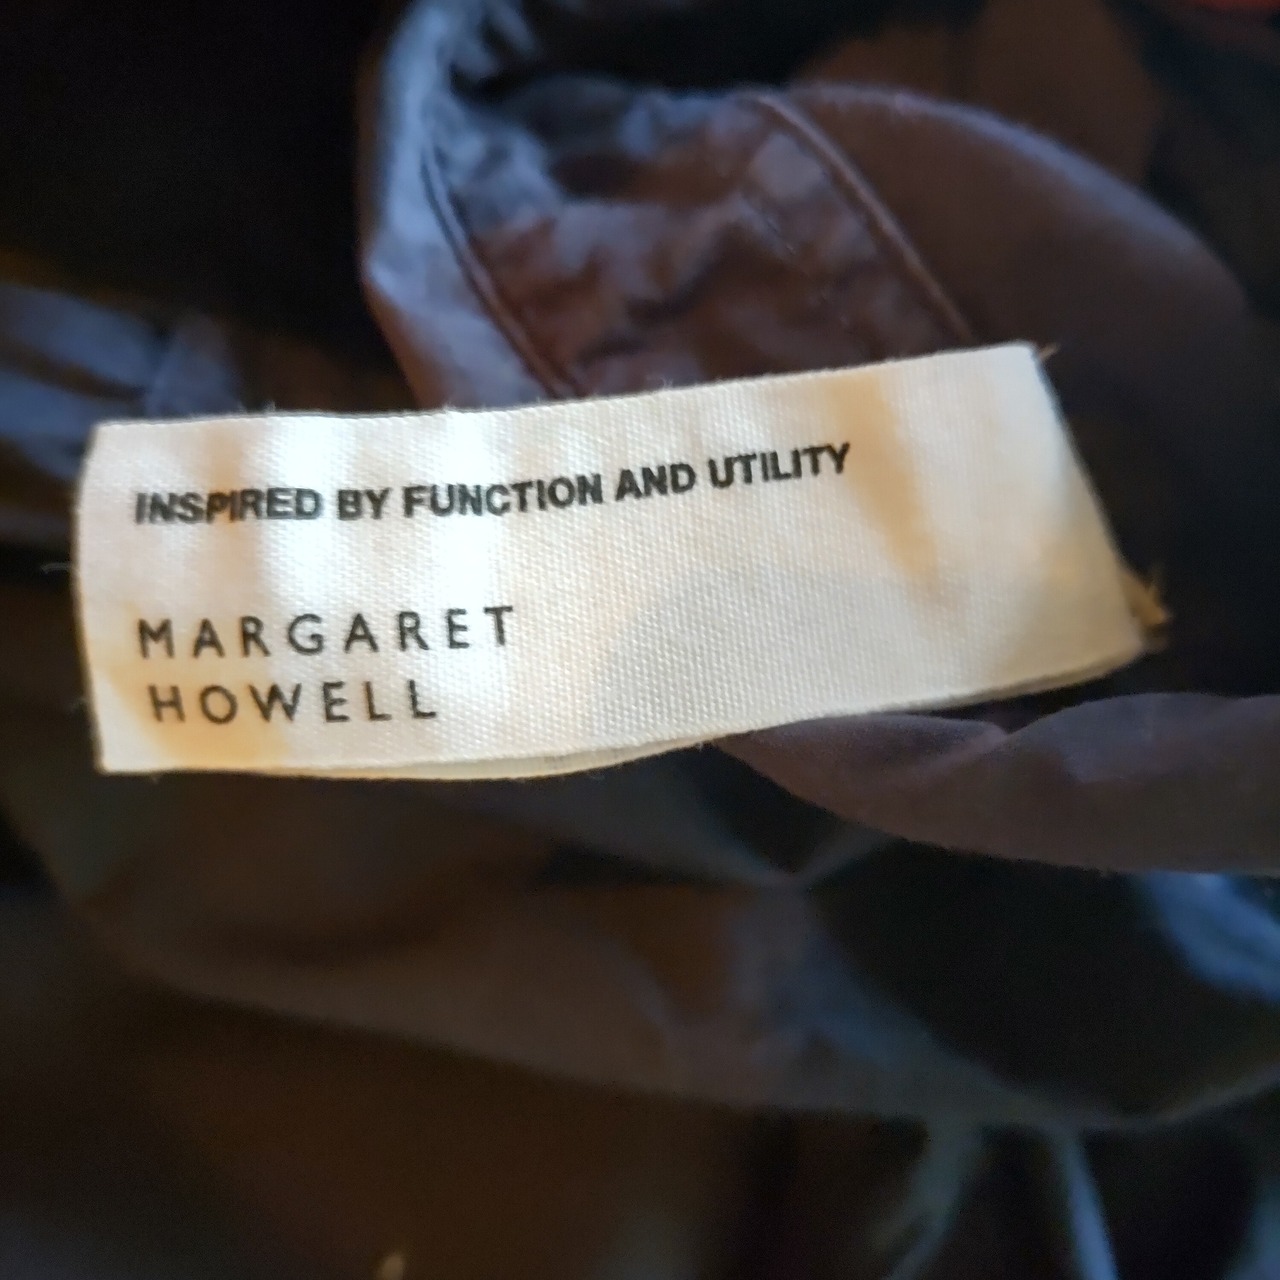 INSPIRED BY FUNCTION AND UTILITY
MARGARET
HOWELL